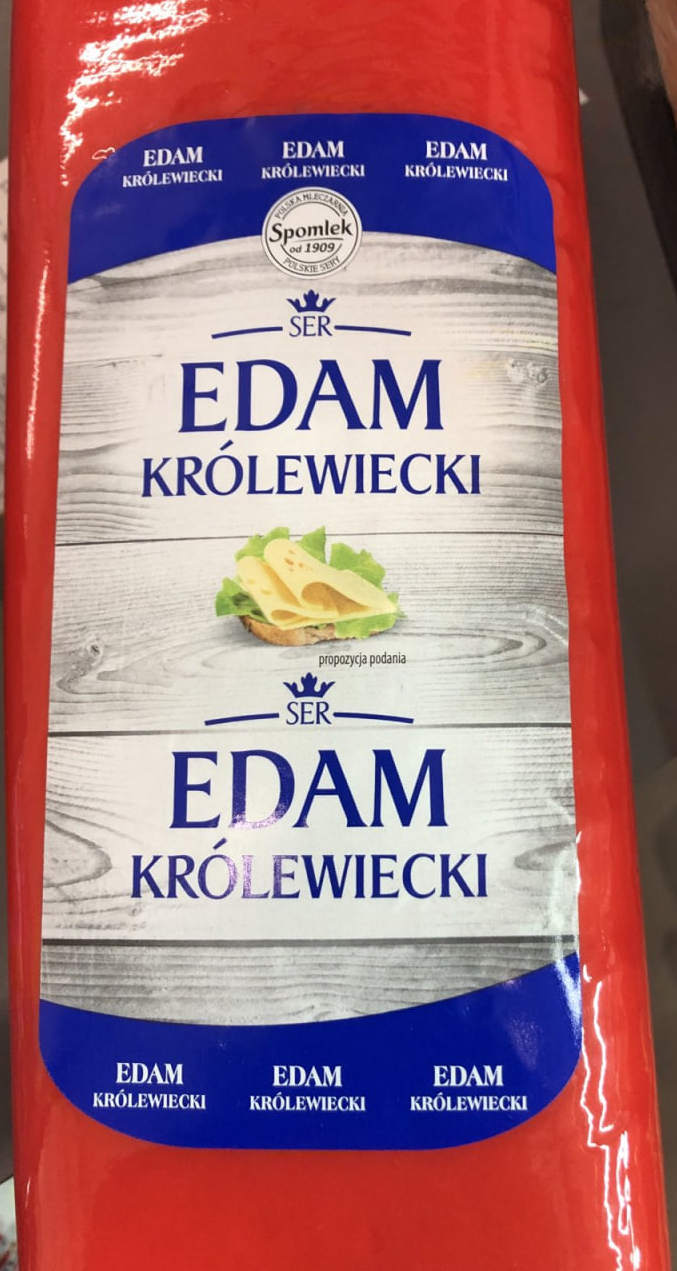 EDAM EDAM EDAM
KRÓLEWIECKI KRÓLEWIECKI KRÓLEWIECKI
POLSKA MLECZARNIA
Spomlek
od 1909
POLSKIE SERY
SER
EDAM
KRÓLEWIECKI
propozycja podania
SER
EDAM
KRÓLEWIECKI
EDAM EDAM EDAM
KRÓLEWIECKI KRÓLEWIECKI KRÓLEWIECKI